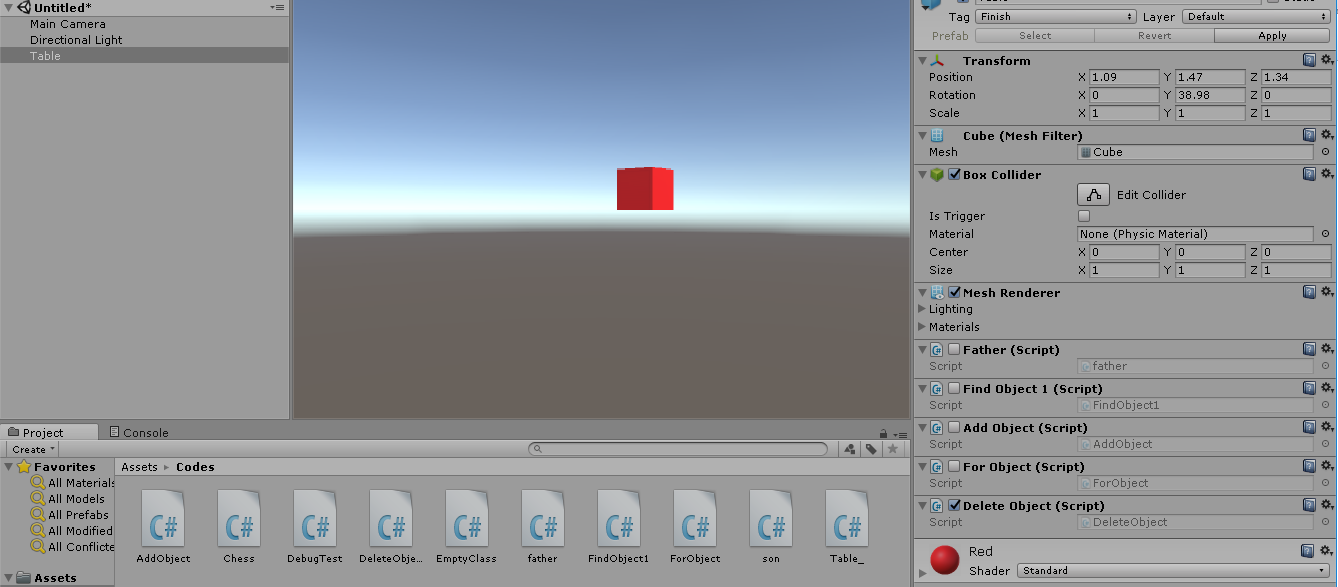 Untitled*
Main Camera
Directional Light
Table
Tag Finish Layer Default
Prefab Select Revert Apply
Transform
Position X 1.09 Y 1.47 Z 1.34
Rotation X 0 Y 38.98 Z 0
Scale X 1 Y 1 Z 1
Cube (Mesh Filter)
Mesh Cube
Box Collider
Edit Collider
Is Trigger
Material None (Physic Material)
Center X 0 Y 0 Z 0
Size X 1 Y 1 Z 1
Mesh Renderer
Lighting
Materials
C# Father (Script)
Script father
C# Find Object 1 (Script)
Script FindObject1
C# Add Object (Script)
Script AddObject
C# For Object (Script)
Script ForObject
C# Delete Object (Script)
Script DeleteObject
Red
Shader Standard
Project Console
Create
Favorites
All Materials
All Models
All Prefabs
All Modified
All Conflicte
Assets
Assets Codes
C# C# C# C# C# C# C# C# C# C#
AddObject Chess DebugTest DeleteObje... EmptyClass father FindObject1 ForObject son Table_